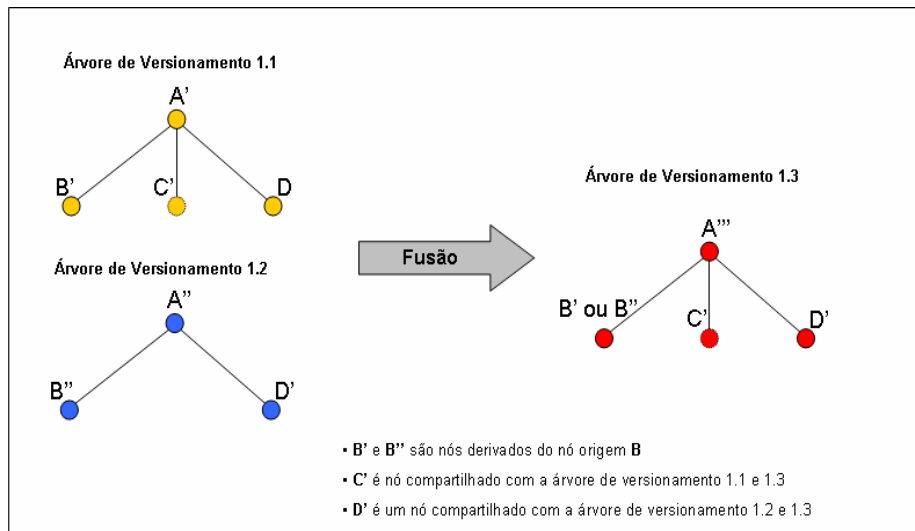 Árvore de Versionamento 1.1
A'
B'
C'
D
Árvore de Versionamento 1.2
A''
B''
D'
Fusão
Árvore de Versionamento 1.3
A'''
B' ou B''
C'
D'
• B' e B'' são nós derivados do nó origem B
• C' é nó compartilhado com a árvore de versionamento 1.1 e 1.3
• D' é um nó compartilhado com a árvore de versionamento 1.2 e 1.3